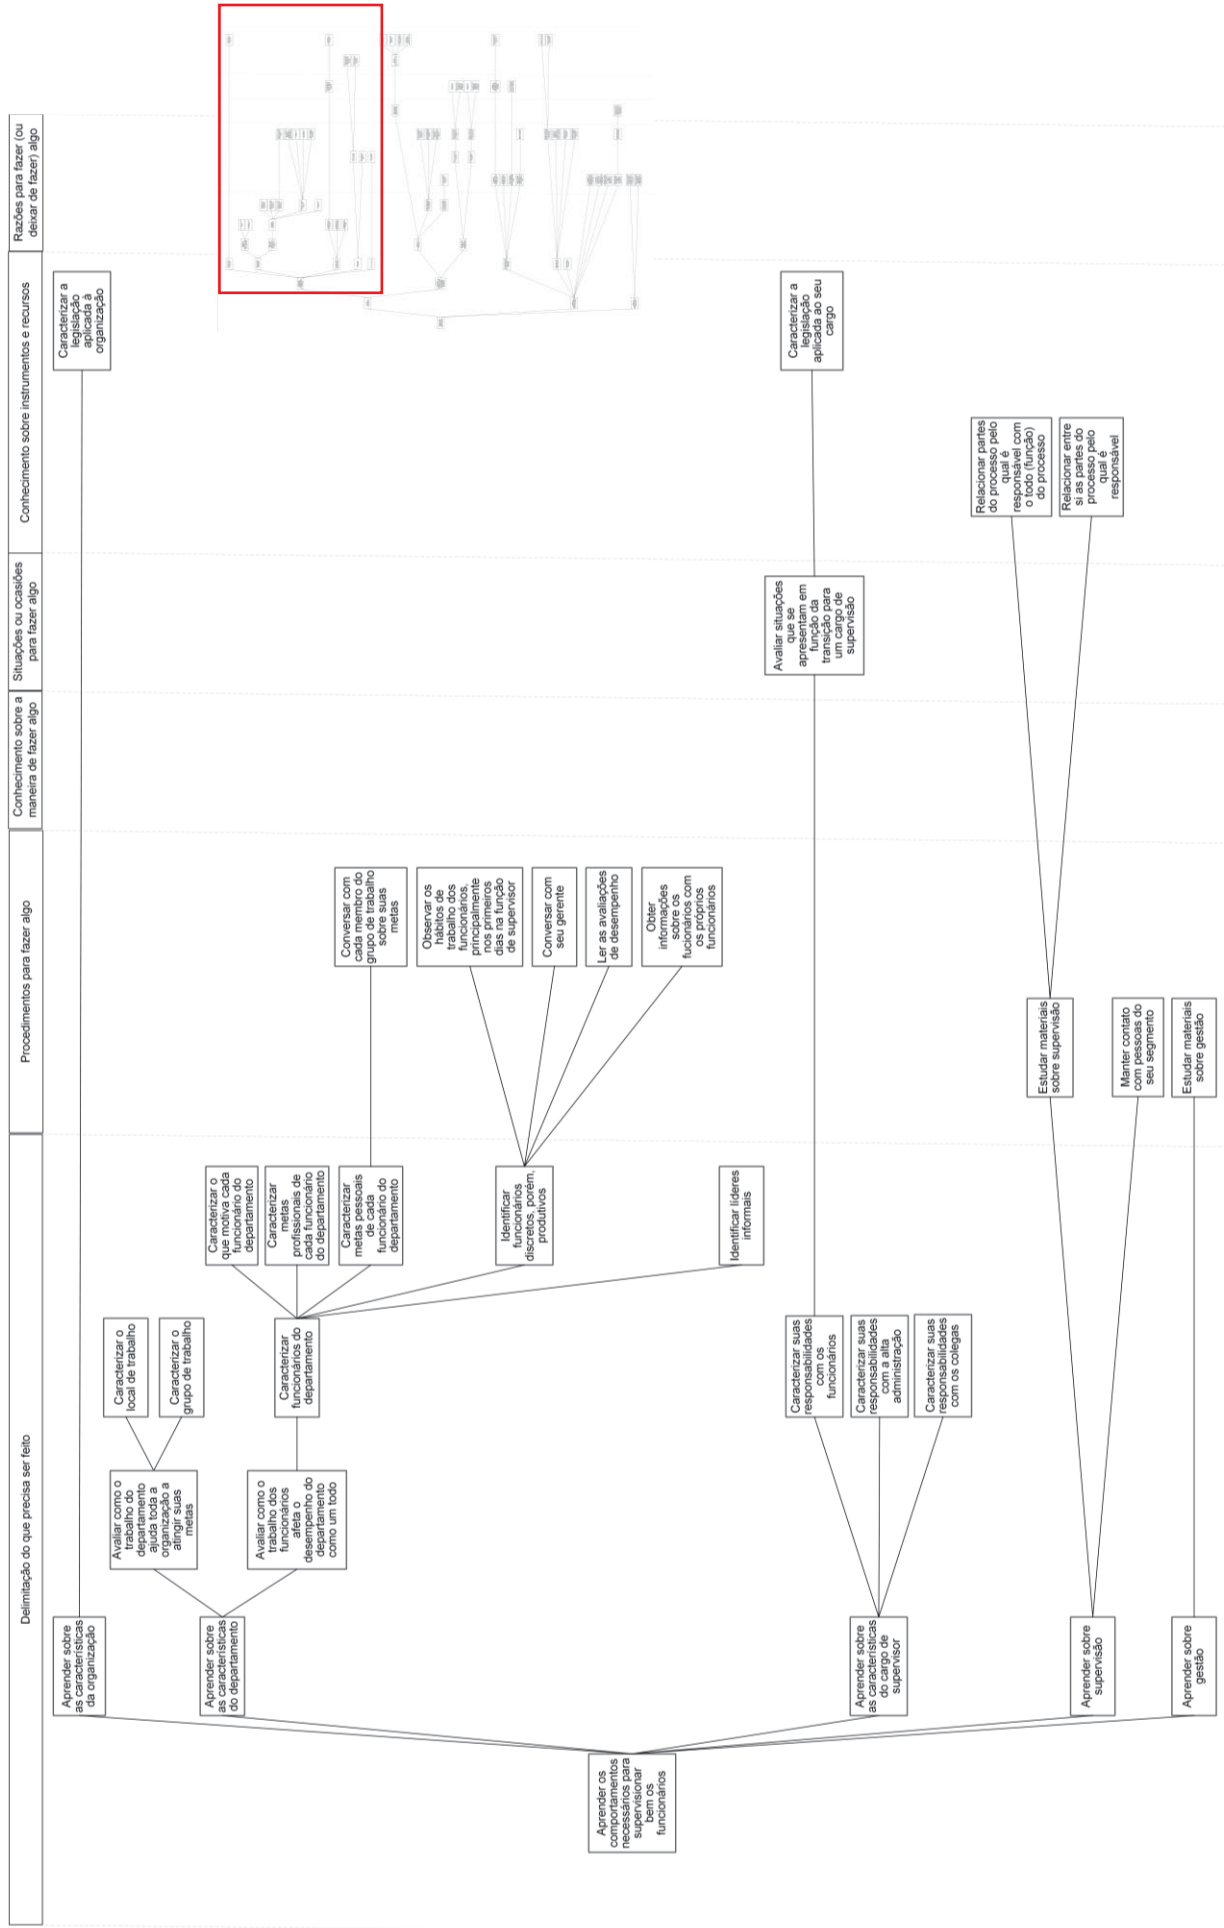 Delimitação do que precisa ser feito
Procedimentos para fazer algo
Conhecimento sobre a
maneira de fazer algo
Situações ou ocasiões
para fazer algo
Conhecimento sobre instrumentos e recursos
Razões para fazer (ou
deixar de fazer) algo
Aprender os
comportamentos
necessários para
supervisionar
bem os
funcionários
Aprender sobre
as características
da organização
Caracterizar a
legislação
aplicada à
organização
Aprender sobre
as características
do departamento
Avaliar como o
trabalho do
departamento
ajuda toda a
organização a
atingir suas
metas
Caracterizar o
local de trabalho
Caracterizar o
grupo de trabalho
Avaliar como o
trabalho dos
funcionários
afeta o
desempenho do
departamento
como um todo
Caracterizar
funcionários do
departamento
Caracterizar o
que motiva cada
funcionário do
departamento
Caracterizar
metas
profissionais de
cada funcionário
do departamento
Caracterizar
metas pessoais
de cada
funcionário do
departamento
Conversar com
cada membro do
grupo de trabalho
sobre suas
metas
Identificar
funcionários
discretos, porém,
produtivos
Observar os
hábitos de
trabalho dos
funcionários,
principalmente
nos primeiros
dias na função
de supervisor
Conversar com
seu gerente
Ler as avaliações
de desempenho
Obter
informações
sobre os
fucionários com
os próprios
funcionários
Identificar líderes
informais
Aprender sobre
as características
do cargo de
supervisor
Caracterizar suas
responsabilidades
com os
funcionários
Avaliar situações
que se
apresentam em
função da
transição para
um cargo de
supervisão
Caracterizar a
legislação
aplicada ao seu
cargo
Caracterizar suas
responsabilidades
com a alta
administração
Caracterizar suas
responsabilidades
com os colegas
Aprender sobre
supervisão
Estudar materiais
sobre supervisão
Relacionar partes
do processo pelo
qual é
responsável com
o todo (função)
do processo
Relacionar entre
si as partes do
processo pelo
qual é
responsável
Manter contato
com pessoas do
seu segmento
Aprender sobre
gestão
Estudar materiais
sobre gestão